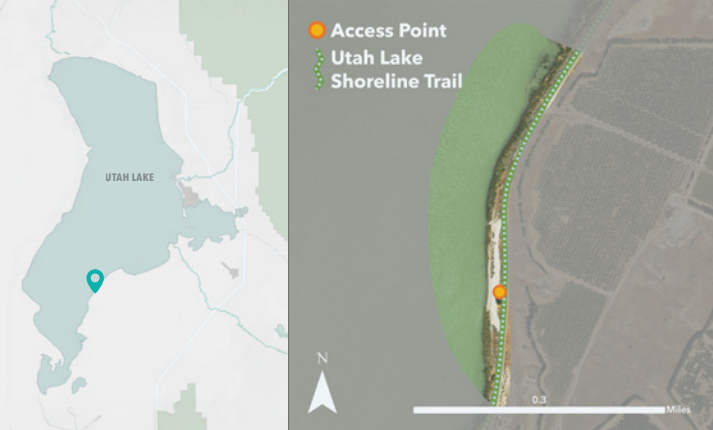 UTAH LAKE
Access Point
Utah Lake
Shoreline Trail
N
0.3
Miles